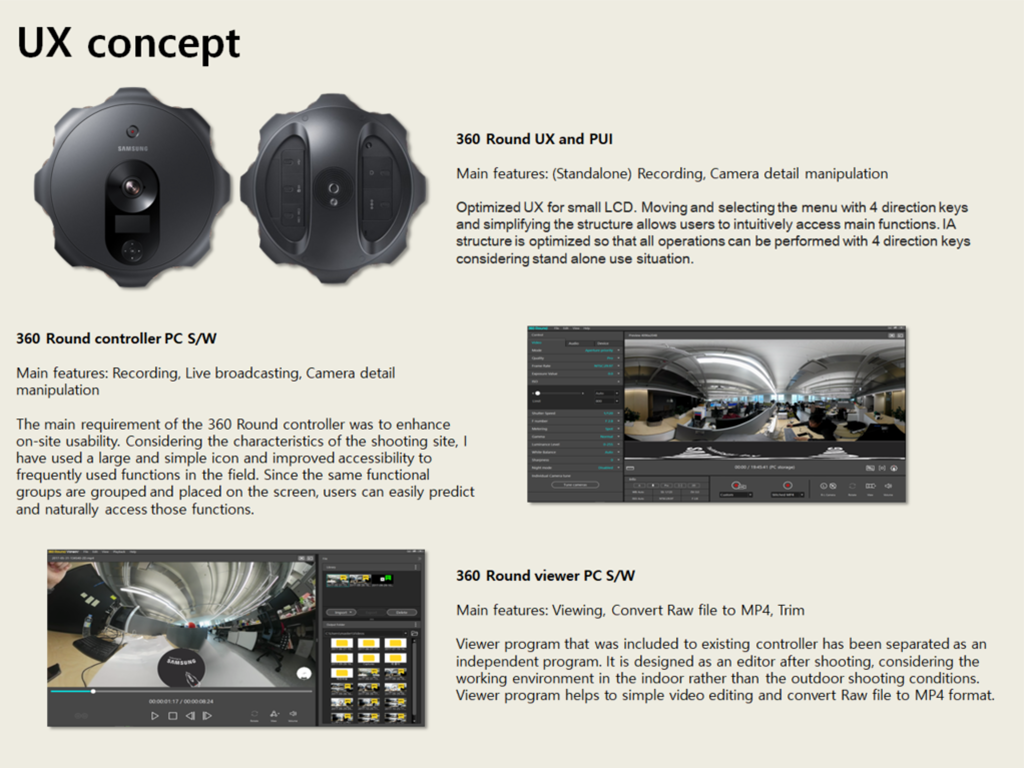 UX concept
SAMSUNG
360 Round UX and PUI
Main features: (Standalone) Recording, Camera detail manipulation
Optimized UX for small LCD. Moving and selecting the menu with 4 direction keys
and simplifying the structure allows users to intuitively access main functions. IA
structure is optimized so that all operations can be performed with 4 direction keys
considering stand alone use situation.
360 Round controller PC S/W
Main features: Recording, Live broadcasting, Camera detail
manipulation
The main requirement of the 360 Round controller was to enhance
on-site usability. Considering the characteristics of the shooting site, I
have used a large and simple icon and improved accessibility to
frequently used functions in the field. Since the same functional
groups are grouped and placed on the screen, users can easily predict
and naturally access those functions.
Audio
Device
SAMSUNG
00:00:01:17 / 00:00:08:24
360 Round viewer PC S/W
Main features: Viewing, Convert Raw file to MP4, Trim
Viewer program that was included to existing controller has been separated as an
independent program. It is designed as an editor after shooting, considering the
working environment in the indoor rather than the outdoor shooting conditions.
Viewer program helps to simple video editing and convert Raw file to MP4 format.